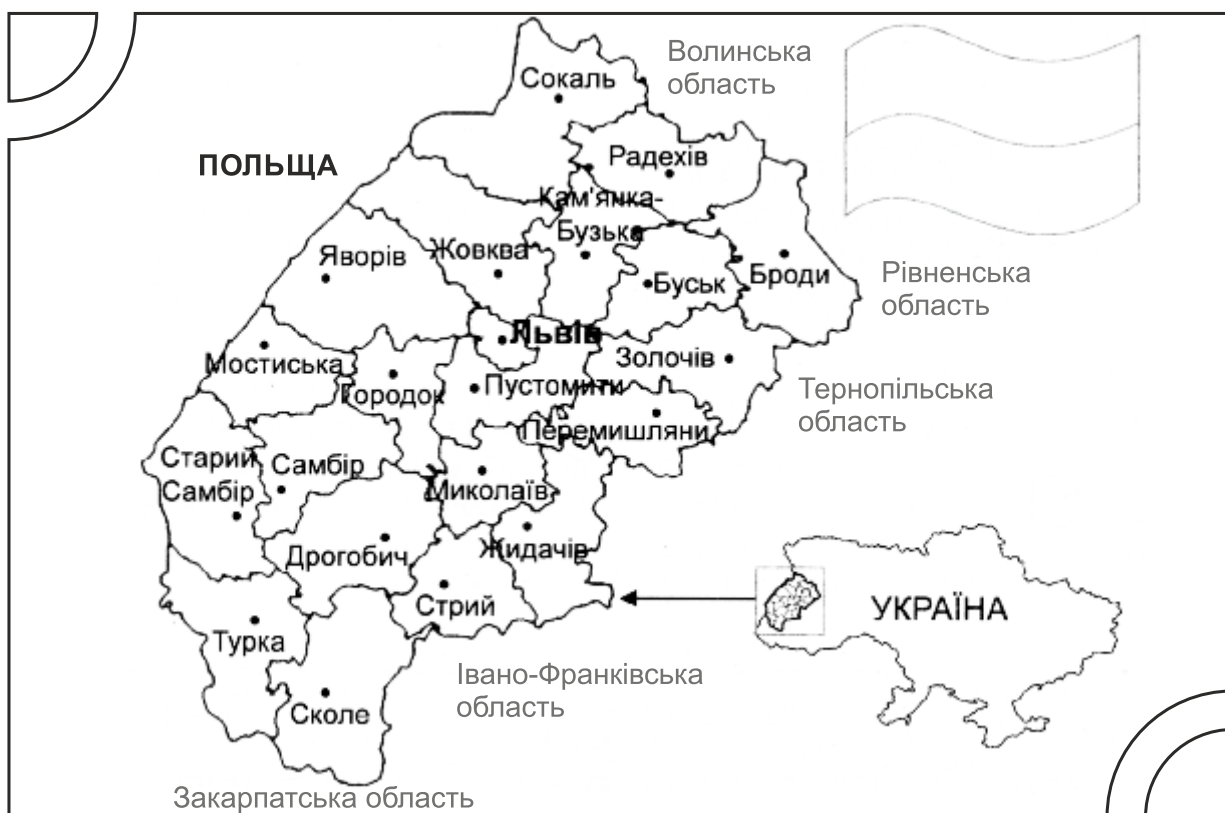 Волинська
область
Сокаль
ПОЛЬЩА
Радехів
Кам'янка-
Бузька
Яворів
Жовква
Буськ
Броди
Рівненська
область
Львів
Мостиська
Городок
Пустомити
Золочів
Тернопільська
область
Перемишляни
Старий
Самбір
Самбір
Миколаїв
Дрогобич
Жидачів
Стрий
УКРАЇНА
Турка
Івано-Франківська
область
Сколе
Закарпатська область